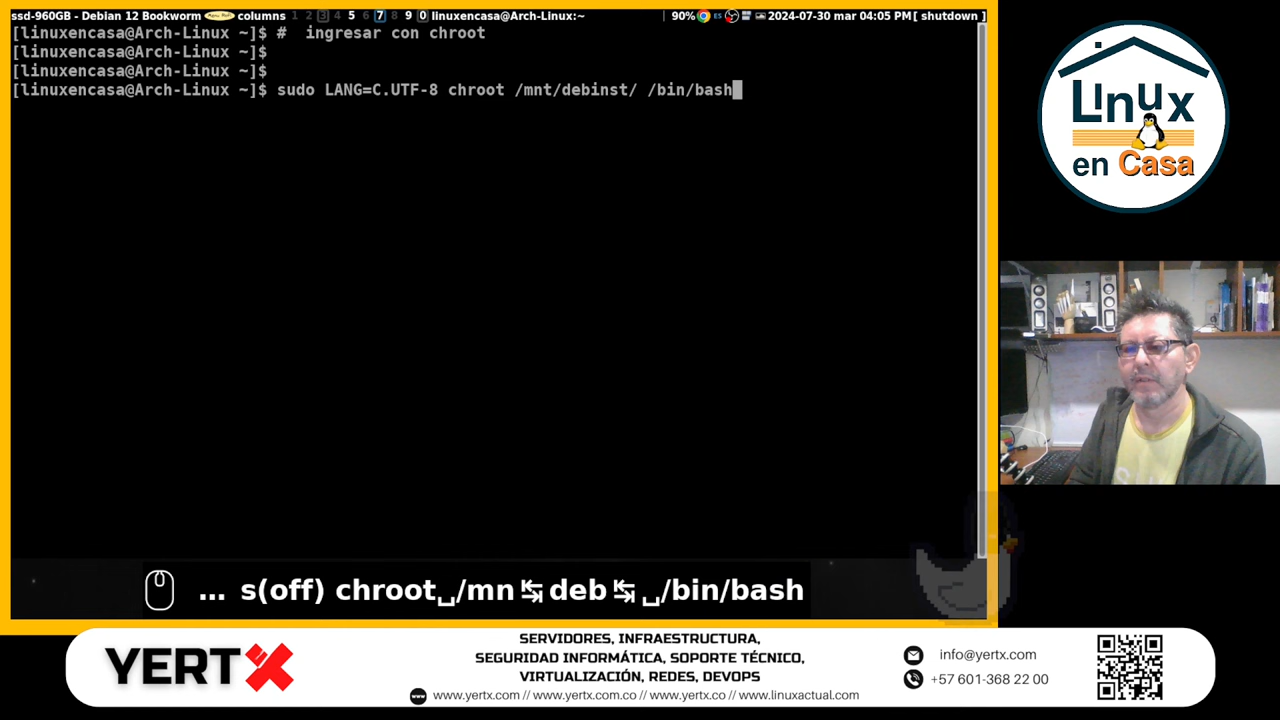 ssd-960GB - Debian 12 Bookworm columns 1 2 3 4 5 6 7 8 9 0 linuxencasa@Arch-Linux:~ | 90% ES 2024-07-30 mar 04:05 PM [ shutdown ]
[linuxencasa@Arch-Linux ~]$ #  ingresar con chroot
[linuxencasa@Arch-Linux ~]$
[linuxencasa@Arch-Linux ~]$
[linuxencasa@Arch-Linux ~]$ sudo LANG=C.UTF-8 chroot /mnt/debinst/ /bin/bash
Linux
en Casa
... s(off) chroot␣/mn↹deb↹ ␣/bin/bash
YERTX
SERVIDORES, INFRAESTRUCTURA,
SEGURIDAD INFORMÁTICA, SOPORTE TÉCNICO,
VIRTUALIZACIÓN, REDES, DEVOPS
www.yertx.com // www.yertx.com.co // www.yertx.co // www.linuxactual.com
info@yertx.com
+57 601-368 22 00